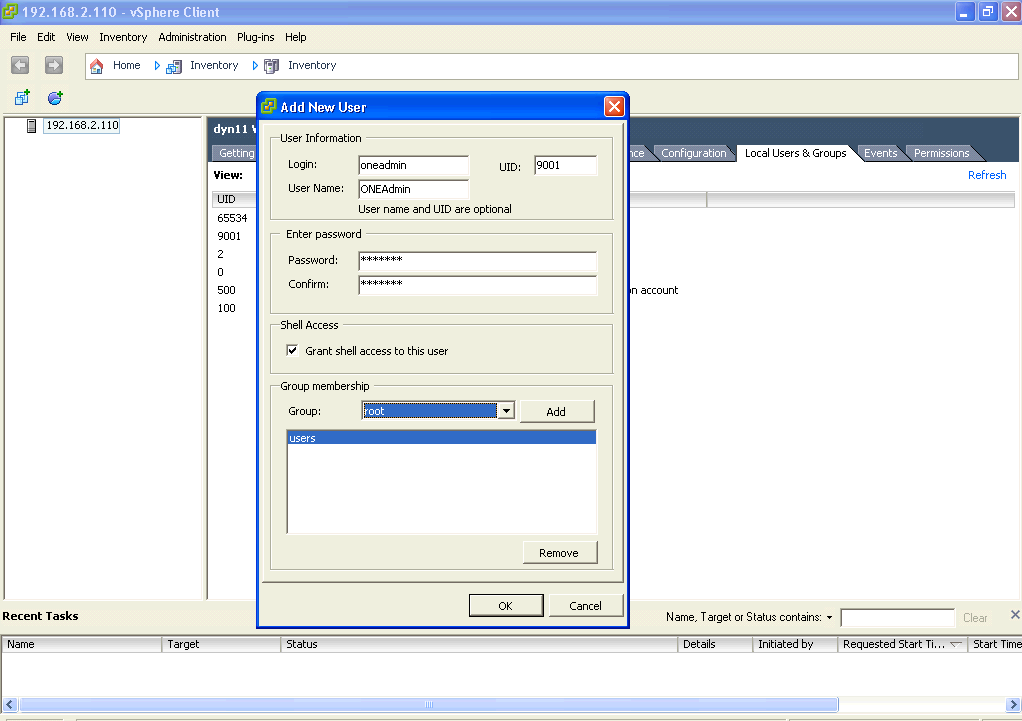 192.168.2.110 - vSphere Client
File Edit View Inventory Administration Plug-ins Help
Home Inventory Inventory
192.168.2.110
dyn11
Getting
Configuration Local Users & Groups Events Permissions
View:
Refresh
UID
65534
9001
2
0
500
account
100
Add New User
User Information
Login: oneadmin UID: 9001
User Name: ONEAdmin
User name and UID are optional
Enter password
Password: *******
Confirm: *******
Shell Access
Grant shell access to this user
Group membership
Group: root Add
users
Remove
OK Cancel
Recent Tasks
Name, Target or Status contains: Clear
Name Target Status Details Initiated by Requested Start Ti... Start Time